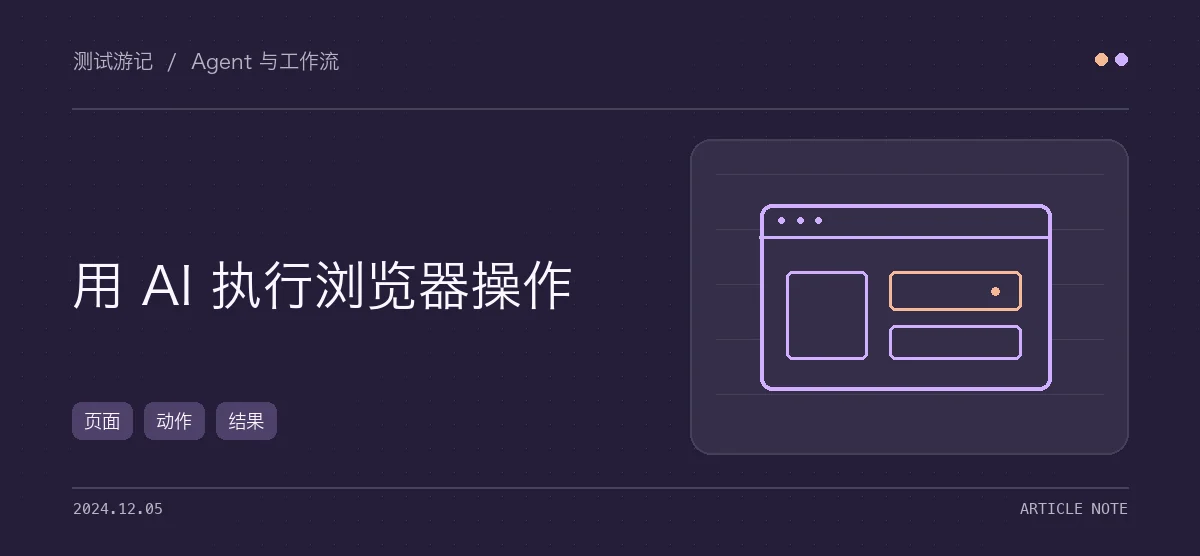 测试游记 / Agent 与工作流
用 AI 执行浏览器操作
页面 动作 结果
2024.12.05 ARTICLE NOTE